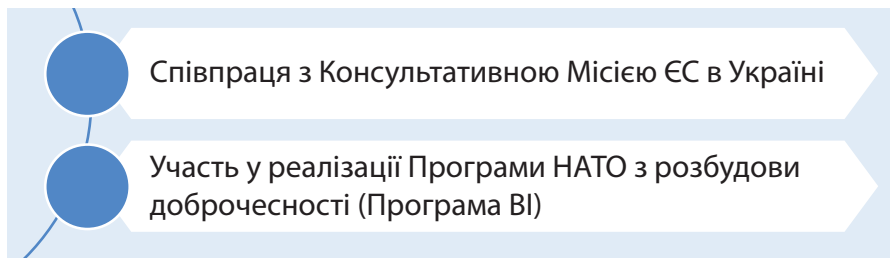 Співпраця з Консультативною Місією ЄС в Україні
Участь у реалізації Програми НАТО з розбудови
доброчесності (Програма ВІ)